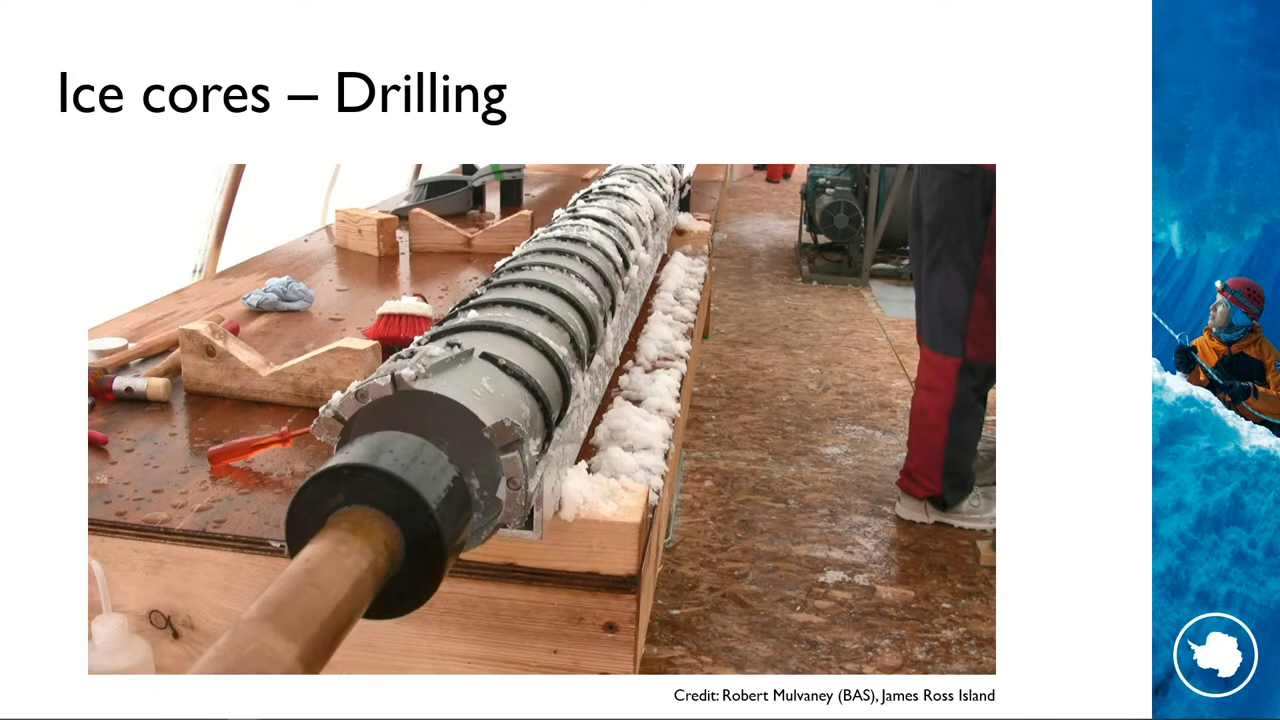 Ice cores – Drilling
Credit: Robert Mulvaney (BAS), James Ross Island